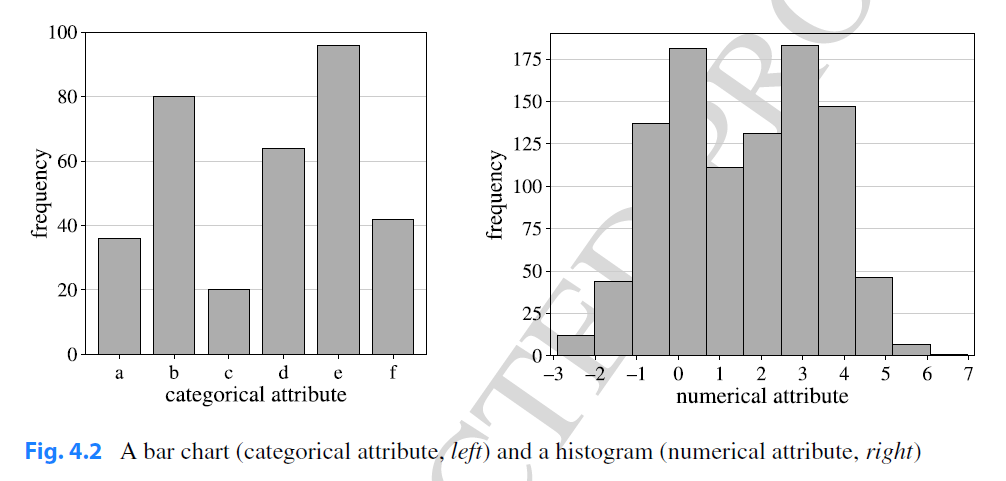 100
80
60
40
20
0
frequency
a b c d e f
categorical attribute
175
150
125
100
75
50
25
0
frequency
–3 –2 –1 0 1 2 3 4 5 6 7
numerical attribute
CTED PRO
Fig. 4.2 A bar chart (categorical attribute, left) and a histogram (numerical attribute, right)